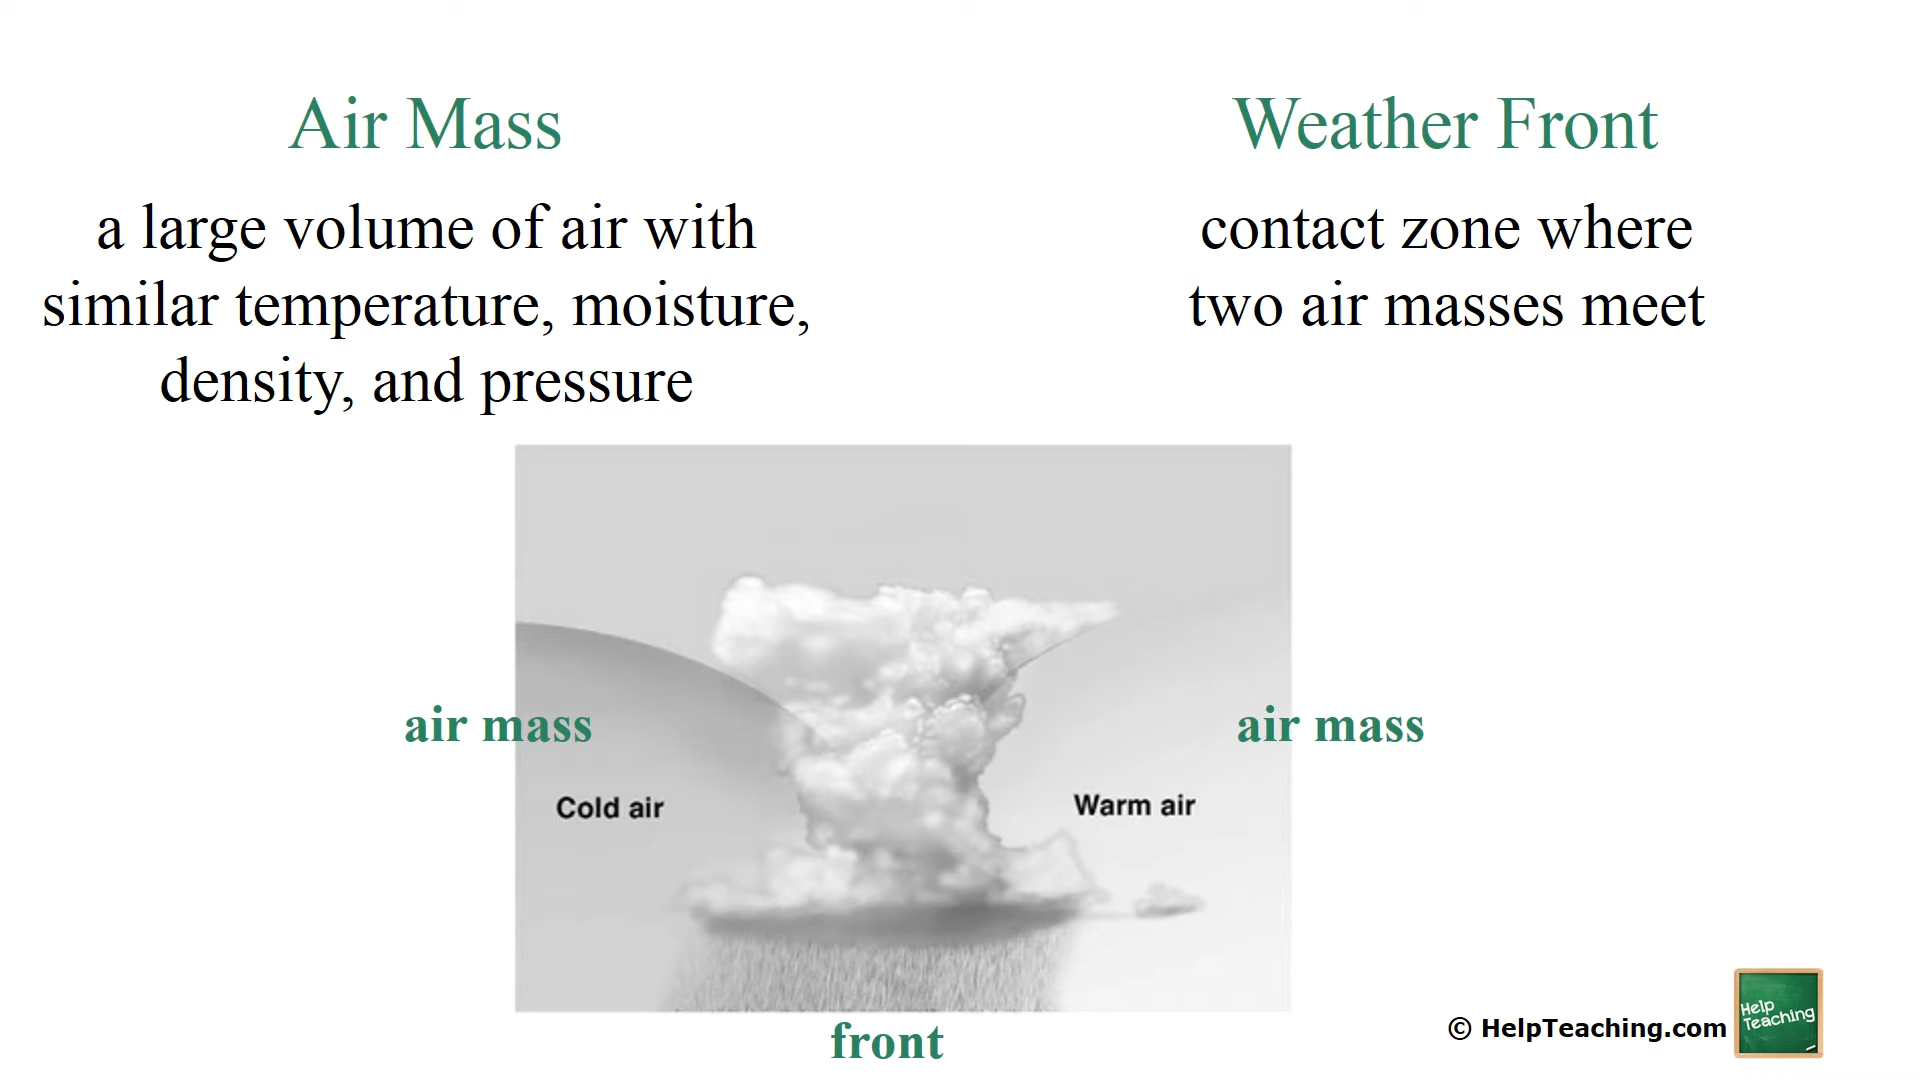 Air Mass
a large volume of air with
similar temperature, moisture,
density, and pressure
Weather Front
contact zone where
two air masses meet
air mass
air mass
Cold air
Warm air
front
© HelpTeaching.com
Help
Teaching